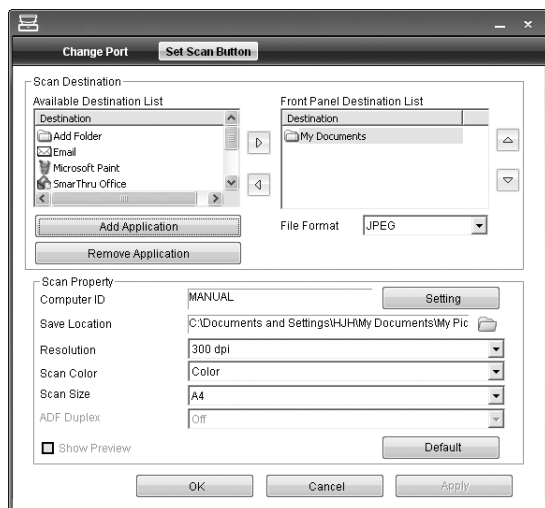 Change Port Set Scan Button
Scan Destination
Available Destination List
Destination
Add Folder
Email
Microsoft Paint
SmarThru Office
Add Application
Remove Application
Front Panel Destination List
Destination
My Documents
File Format JPEG
Scan Property
Computer ID MANUAL Setting
Save Location C:\Documents and Settings\HJH\My Documents\My Pic
Resolution 300 dpi
Scan Color Color
Scan Size A4
ADF Duplex Off
Show Preview Default
OK Cancel Apply